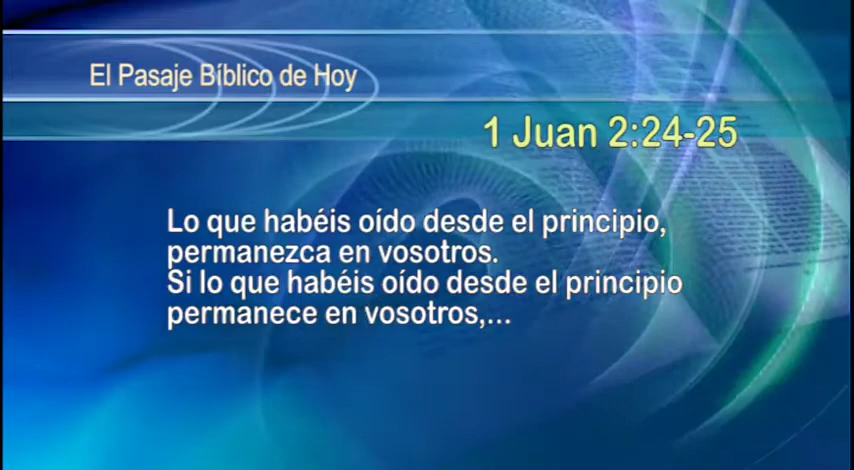 El Pasaje Bíblico de Hoy
1 Juan 2:24-25
Lo que habéis oído desde el principio,
permanezca en vosotros.
Si lo que habéis oído desde el principio
permanece en vosotros,...